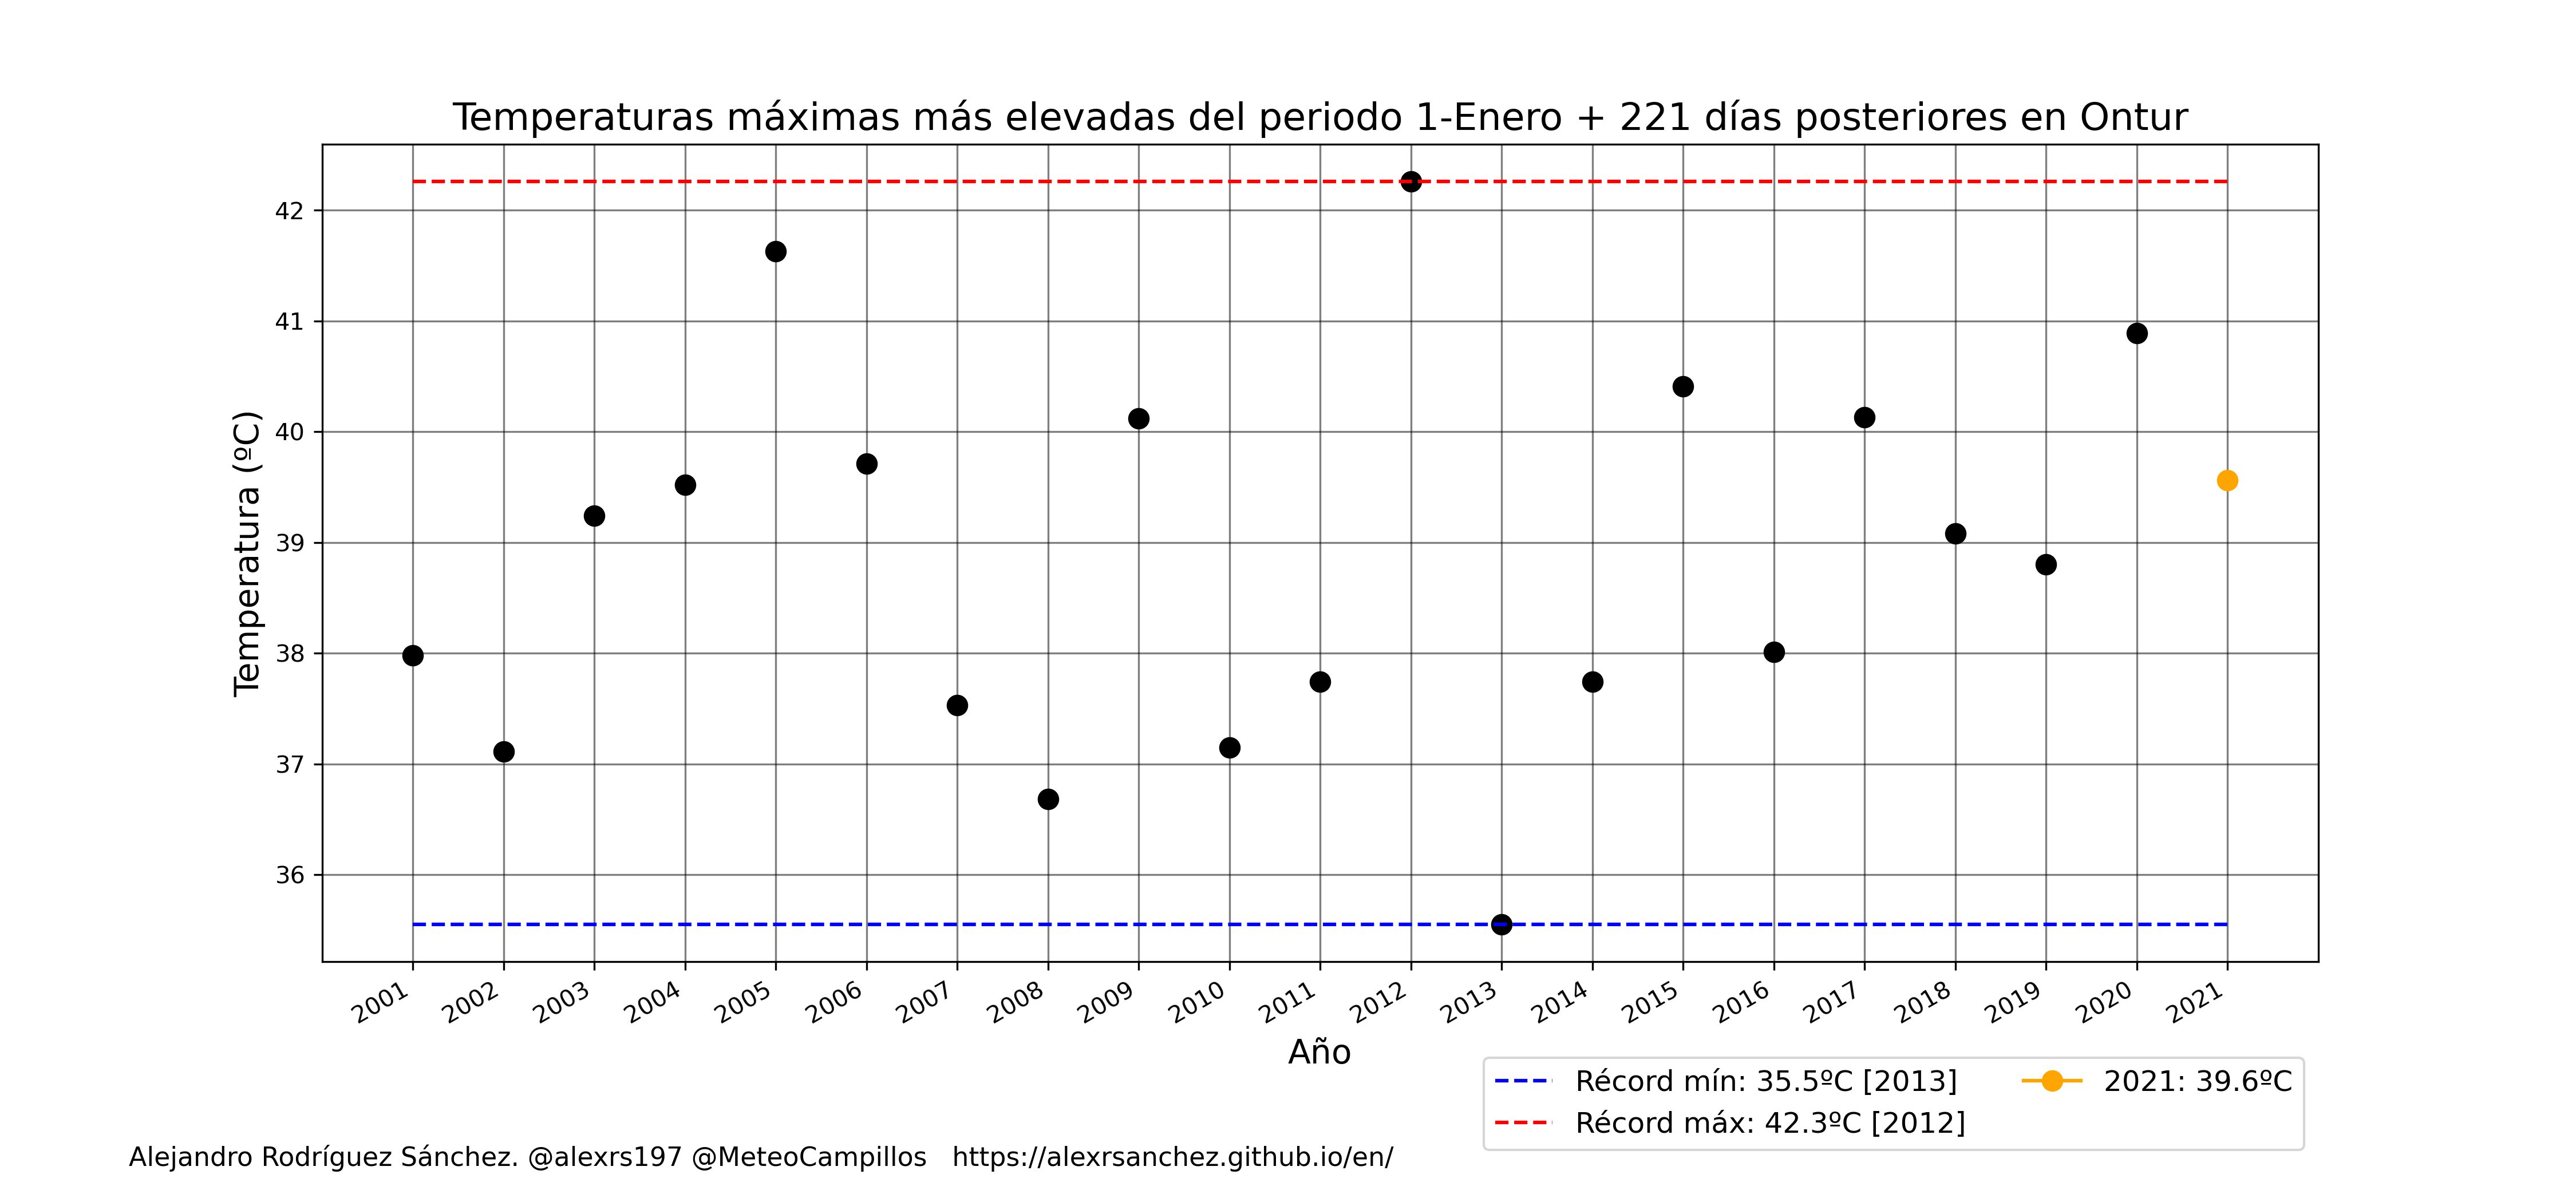 Temperaturas máximas más elevadas del periodo 1-Enero + 221 días posteriores en Ontur
Temperatura (ºC)
42
41
40
39
38
37
36
2001 2002 2003 2004 2005 2006 2007 2008 2009 2010 2011 2012 2013 2014 2015 2016 2017 2018 2019 2020 2021
Año
Récord mín: 35.5ºC [2013]
Récord máx: 42.3ºC [2012]
2021: 39.6ºC
Alejandro Rodríguez Sánchez. @alexrs197 @MeteoCampillos https://alexrsanchez.github.io/en/